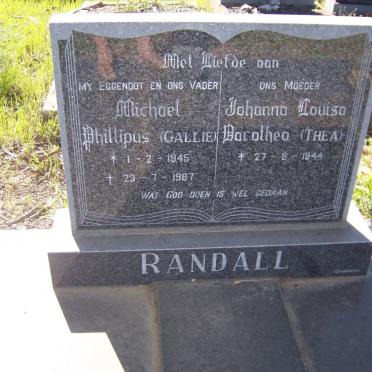 Met Liefde aan
MY EGGENOOT EN ONS VADER
Michael
Phillipus (GALLIE)
* 1-2-1945
† 23-7-1987
ONS MOEDER
Johanna Louisa
Dorothea (THEA)
* 27-8-1944
WAT GOD DOEN IS WEL GEDAAN
RANDALL